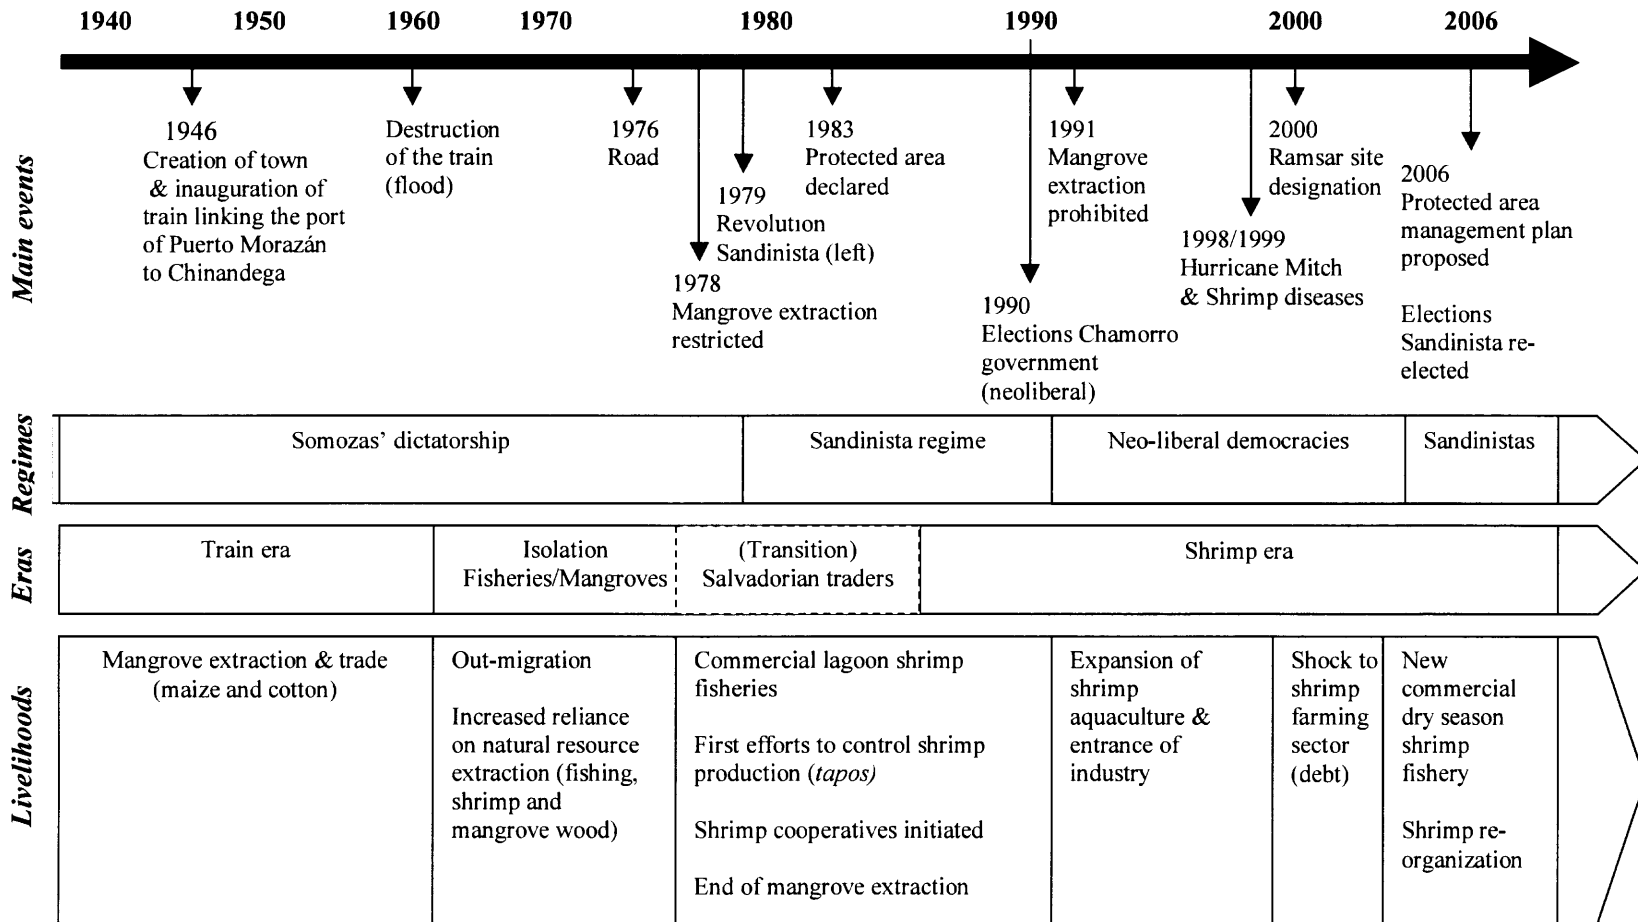 1940 1950 1960 1970 1980 1990 2000 2006
Main events
1946
Creation of town
& inauguration of
train linking the port
of Puerto Morazán
to Chinandega
Destruction
of the train
(flood)
1976
Road
1978
Mangrove extraction
restricted
1979
Revolution
Sandinista (left)
1983
Protected area
declared
1990
Elections Chamorro
government
(neoliberal)
1991
Mangrove
extraction
prohibited
1998/1999
Hurricane Mitch
& Shrimp diseases
2000
Ramsar site
designation
2006
Protected area
management plan
proposed
Elections
Sandinista re-
elected
Regimes
Somozas’ dictatorship
Sandinista regime
Neo-liberal democracies
Sandinistas
Eras
Train era
Isolation
Fisheries/Mangroves
(Transition)
Salvadorian traders
Shrimp era
Livelihoods
Mangrove extraction & trade
(maize and cotton)
Out-migration
Increased reliance
on natural resource
extraction (fishing,
shrimp and
mangrove wood)
Commercial lagoon shrimp
fisheries
First efforts to control shrimp
production (tapos)
Shrimp cooperatives initiated
End of mangrove extraction
Expansion of
shrimp
aquaculture &
entrance of
industry
Shock to
shrimp
farming
sector
(debt)
New
commercial
dry season
shrimp
fishery
Shrimp re-
organization